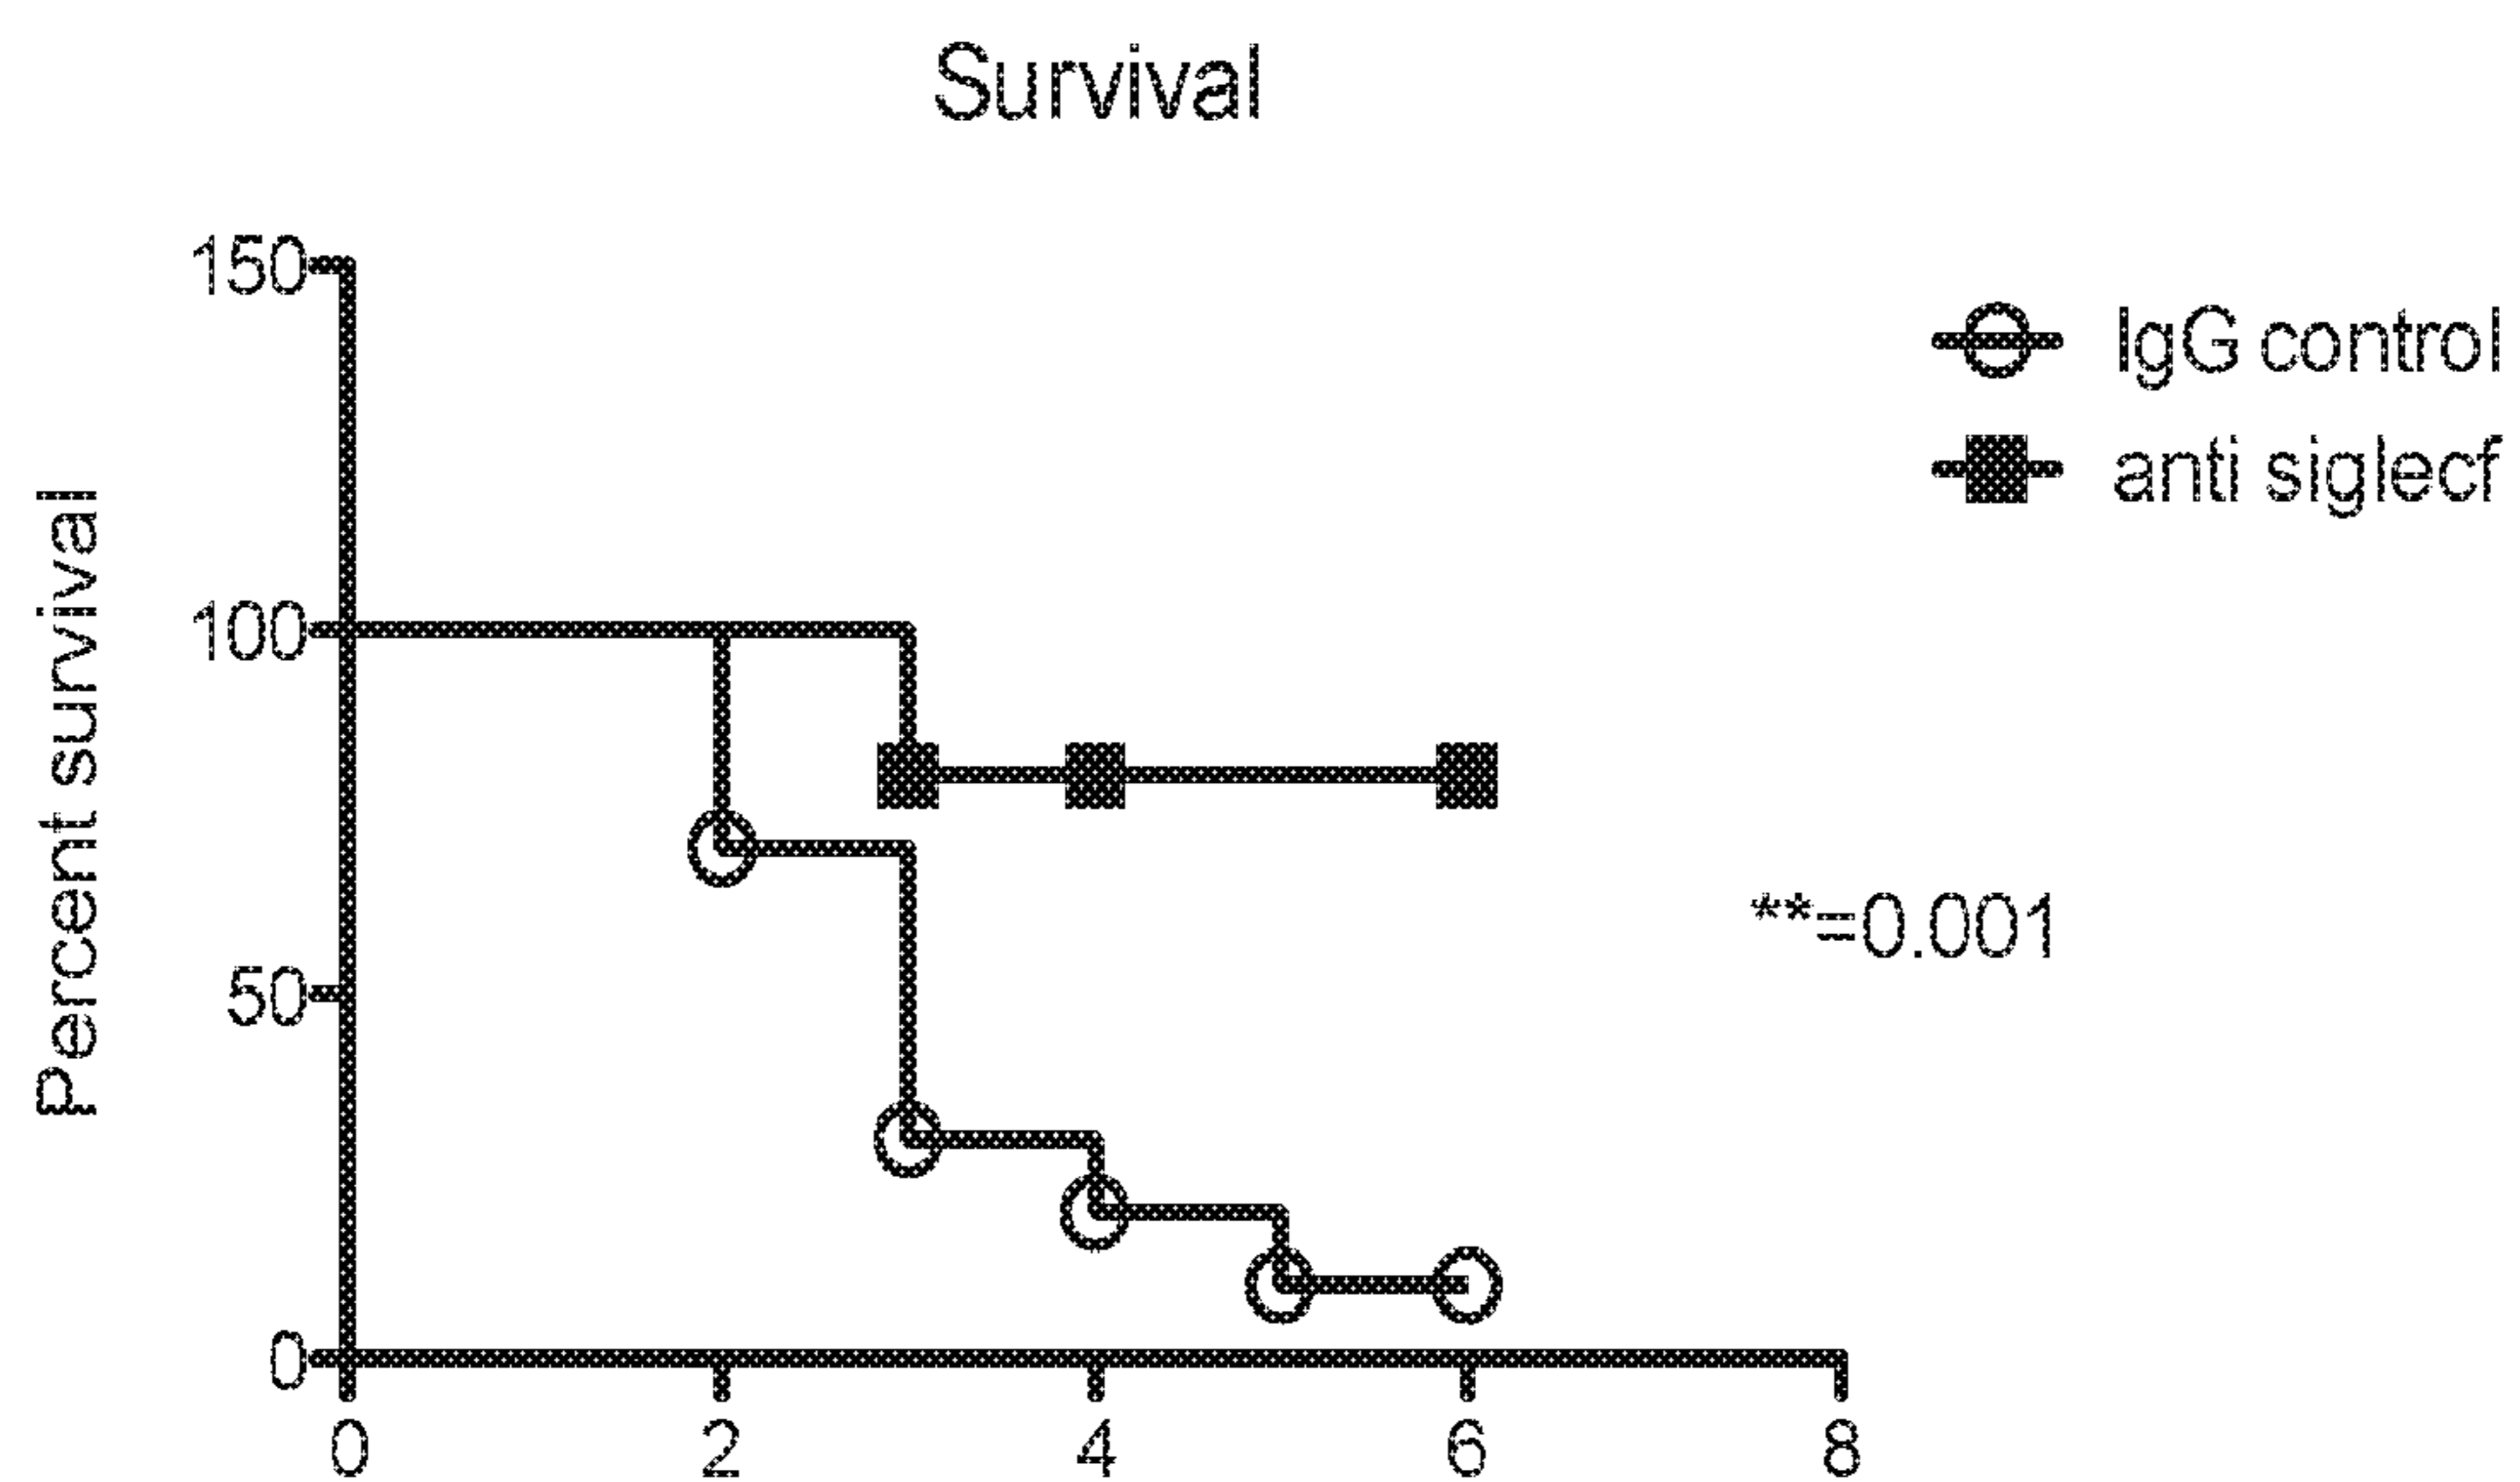 Survival
Percent survival
150
100
50
0
0 2 4 6 8
IgG control
anti siglecf
**=0.001